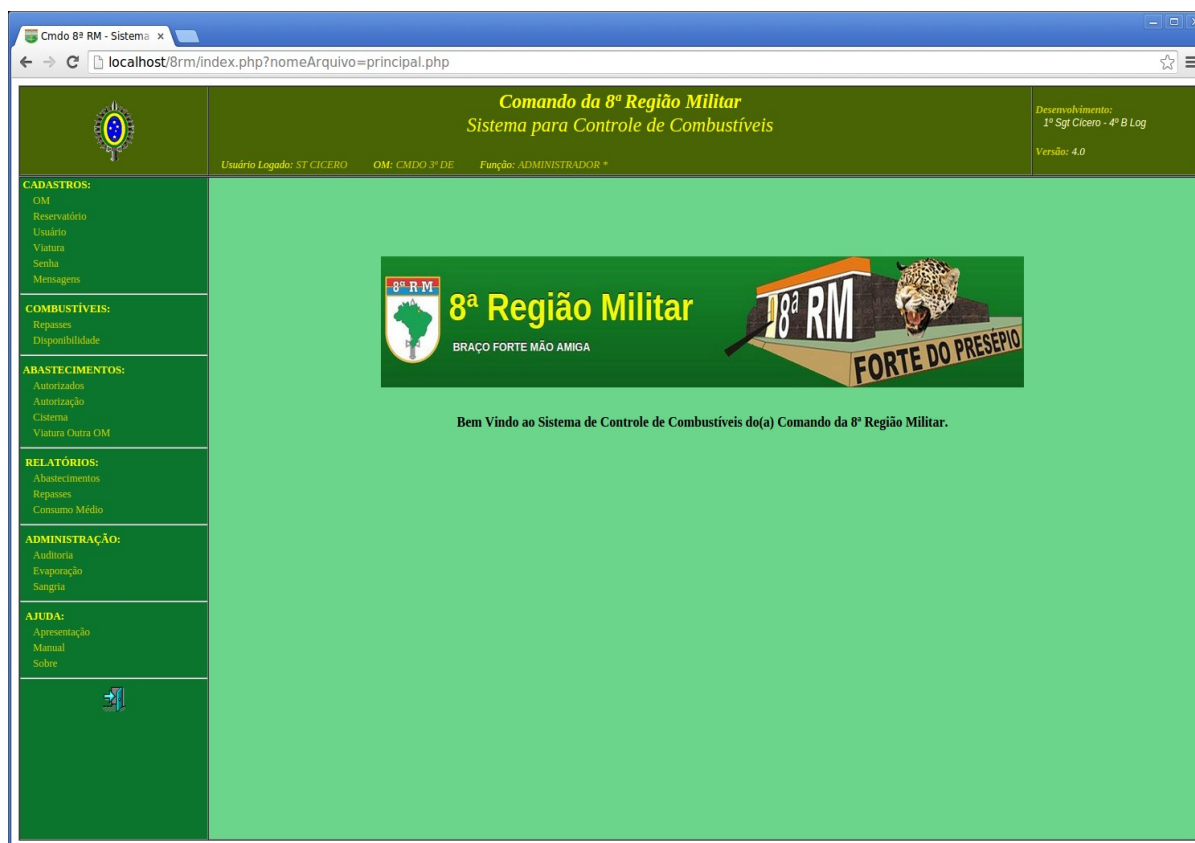 Cmdo 8ª RM - Sistema
localhost/8rm/index.php?nomeArquivo=principal.php
Comando da 8ª Região Militar
Sistema para Controle de Combustíveis
Usuário Logado: ST CICERO OM: CMDO 3ª DE Função: ADMINISTRADOR *
Desenvolvimento:
1º Sgt Cicero - 4º B Log
Versão: 4.0
CADASTROS:
OM
Reservatório
Usuário
Viatura
Senha
Mensagens
COMBUSTÍVEIS:
Repasses
Disponibilidade
ABASTECIMENTOS:
Autorizados
Autorização
Cisterna
Viatura Outra OM
RELATÓRIOS:
Abastecimentos
Repasses
Consumo Médio
ADMINISTRAÇÃO:
Auditoria
Evaporação
Sangria
AJUDA:
Apresentação
Manual
Sobre
8ª R M
8ª Região Militar
BRAÇO FORTE MÃO AMIGA
8ª RM
FORTE DO PRESÉPIO
Bem Vindo ao Sistema de Controle de Combustíveis do(a) Comando da 8ª Região Militar.